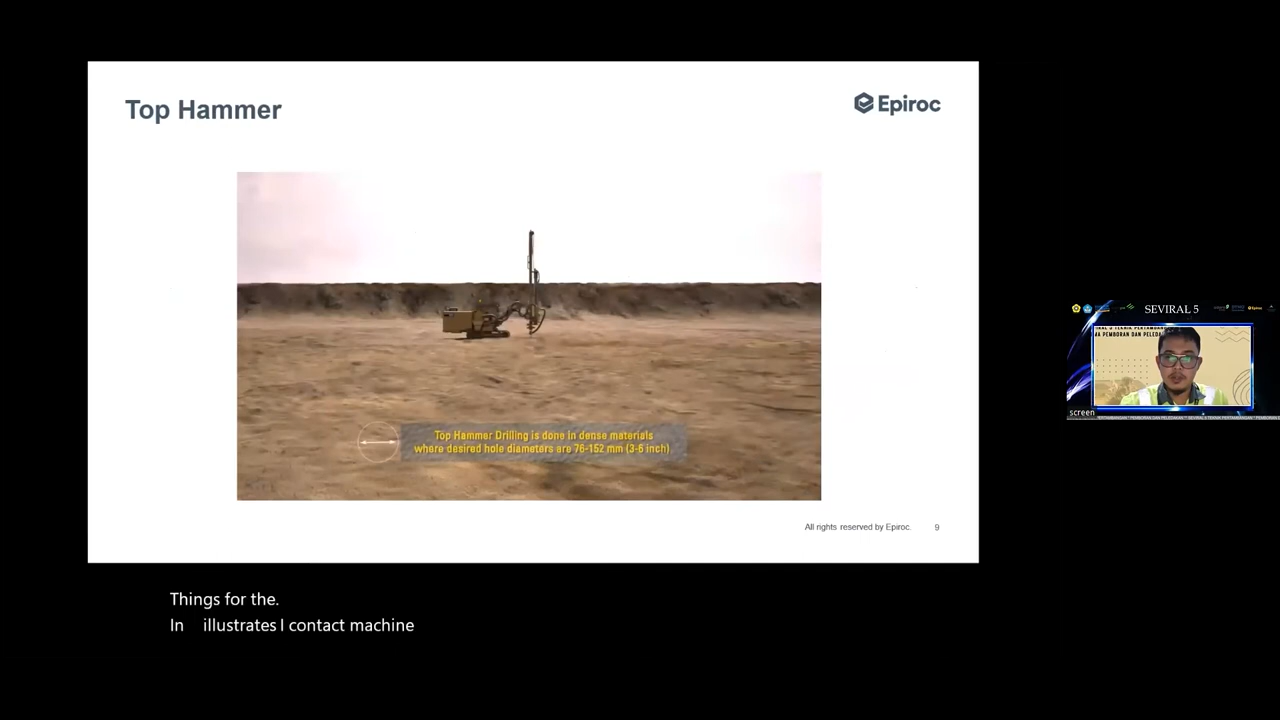 Top Hammer
Epiroc
Top Hammer Drilling is done in dense materials
where desired hole diameters are 76-152 mm (3-6 inch)
All rights reserved by Epiroc
9
SEVIRAL 5
screen
Things for the.
In illustrates I contact machine